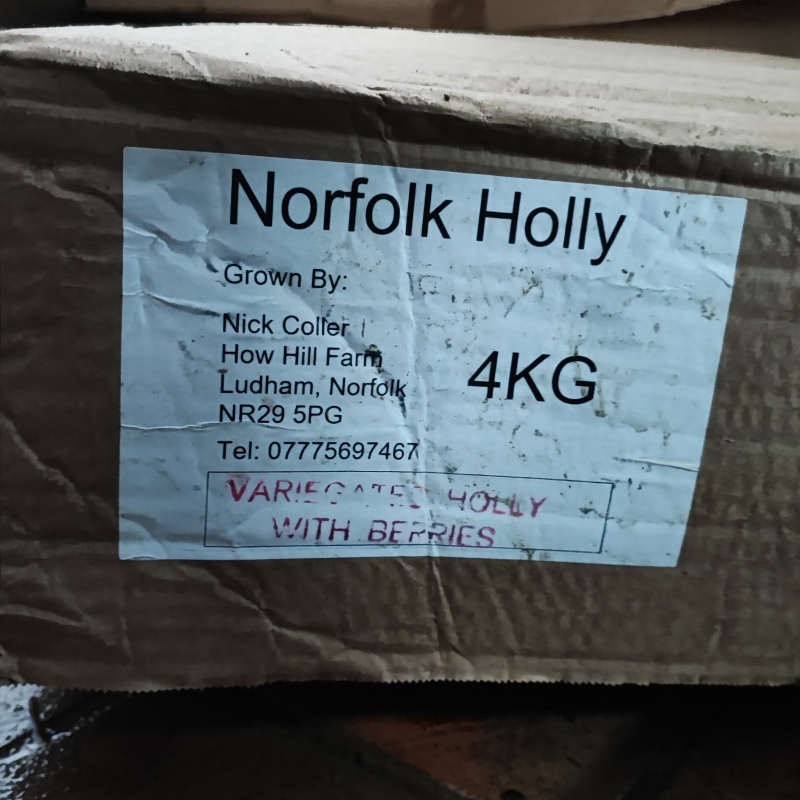 Norfolk Holly
Grown By:
Nick Coller
How Hill Farm
Ludham, Norfolk
NR29 5PG
4KG
Tel: 07775697467
VARIEGATED HOLLY
WITH BERRIES